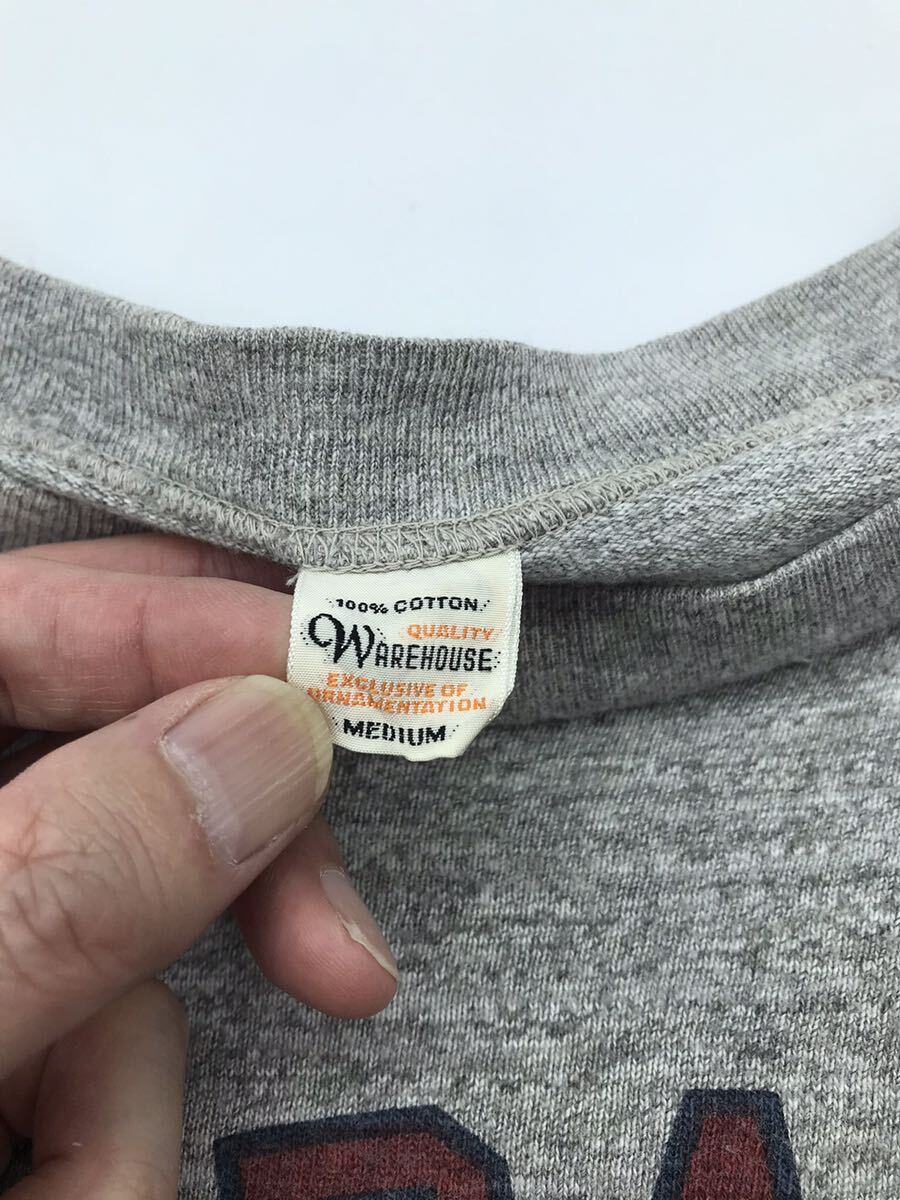 100% COTTON
QUALITY
WAREHOUSE
EXCLUSIVE OF
ORNAMENTATION
MEDIUM